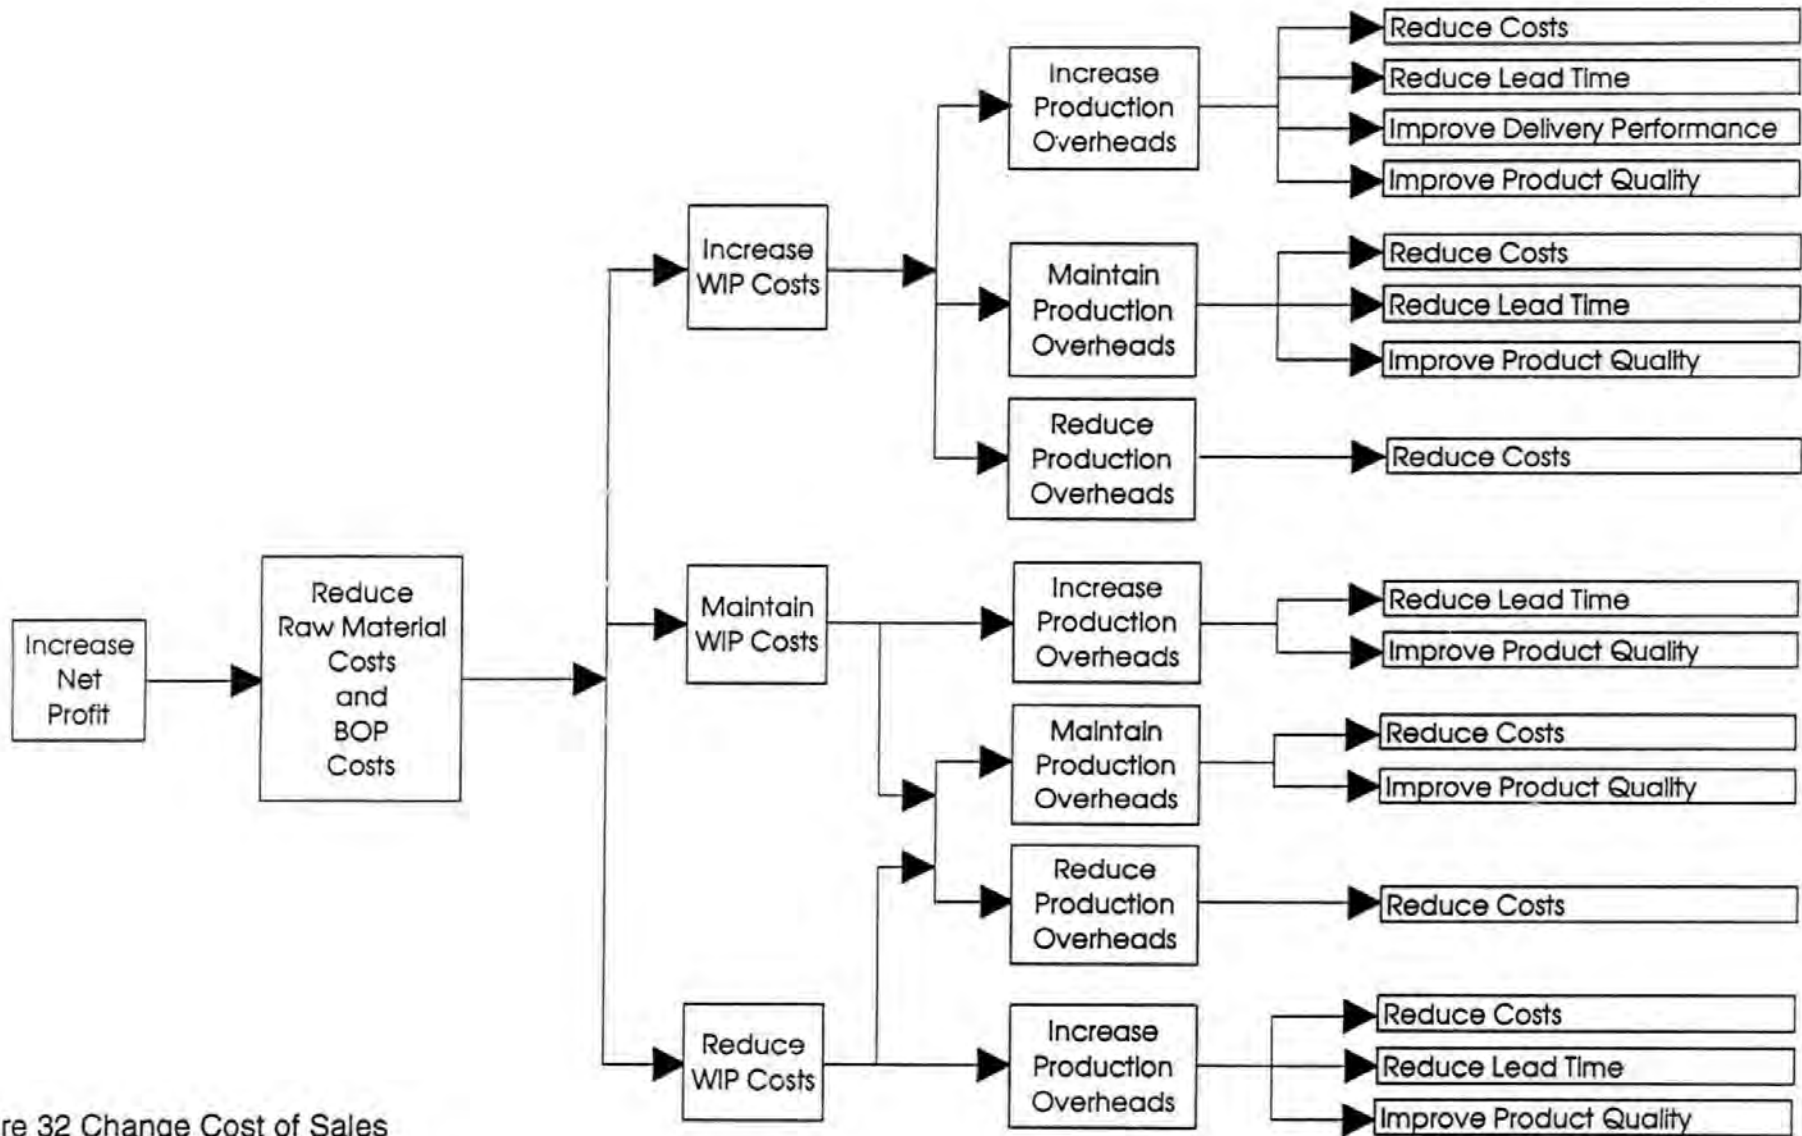 Increase
Net
Profit
Reduce
Raw Material
Costs
and
BOP
Costs
Increase
WIP Costs
Maintain
WIP Costs
Reduce
WIP Costs
Increase
Production
Overheads
Reduce Costs
Reduce Lead Time
Improve Delivery Performance
Improve Product Quality
Maintain
Production
Overheads
Reduce Costs
Reduce Lead Time
Improve Product Quality
Reduce
Production
Overheads
Reduce Costs
Increase
Production
Overheads
Reduce Lead Time
Improve Product Quality
Maintain
Production
Overheads
Reduce Costs
Improve Product Quality
Reduce
Production
Overheads
Reduce Costs
Increase
Production
Overheads
Reduce Costs
Reduce Lead Time
Improve Product Quality
re 32 Change Cost of Sales